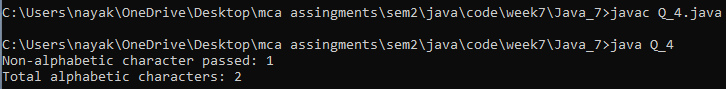 C:\Users\nayak\OneDrive\Desktop\mca assingments\sem2\java\code\week7\Java_7>javac Q_4.java
C:\Users\nayak\OneDrive\Desktop\mca assingments\sem2\java\code\week7\Java_7>java Q_4
Non-alphabetic character passed: 1
Total alphabetic characters: 2